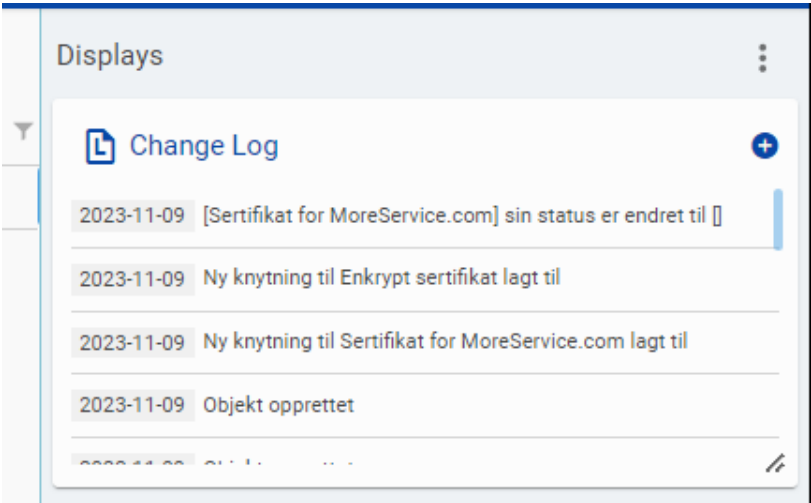 Displays
Change Log
2023-11-09 [Sertifikat for MoreService.com] sin status er endret til []
2023-11-09 Ny knytning til Enkrypt sertifikat lagt til
2023-11-09 Ny knytning til Sertifikat for MoreService.com lagt til
2023-11-09 Objekt opprettet